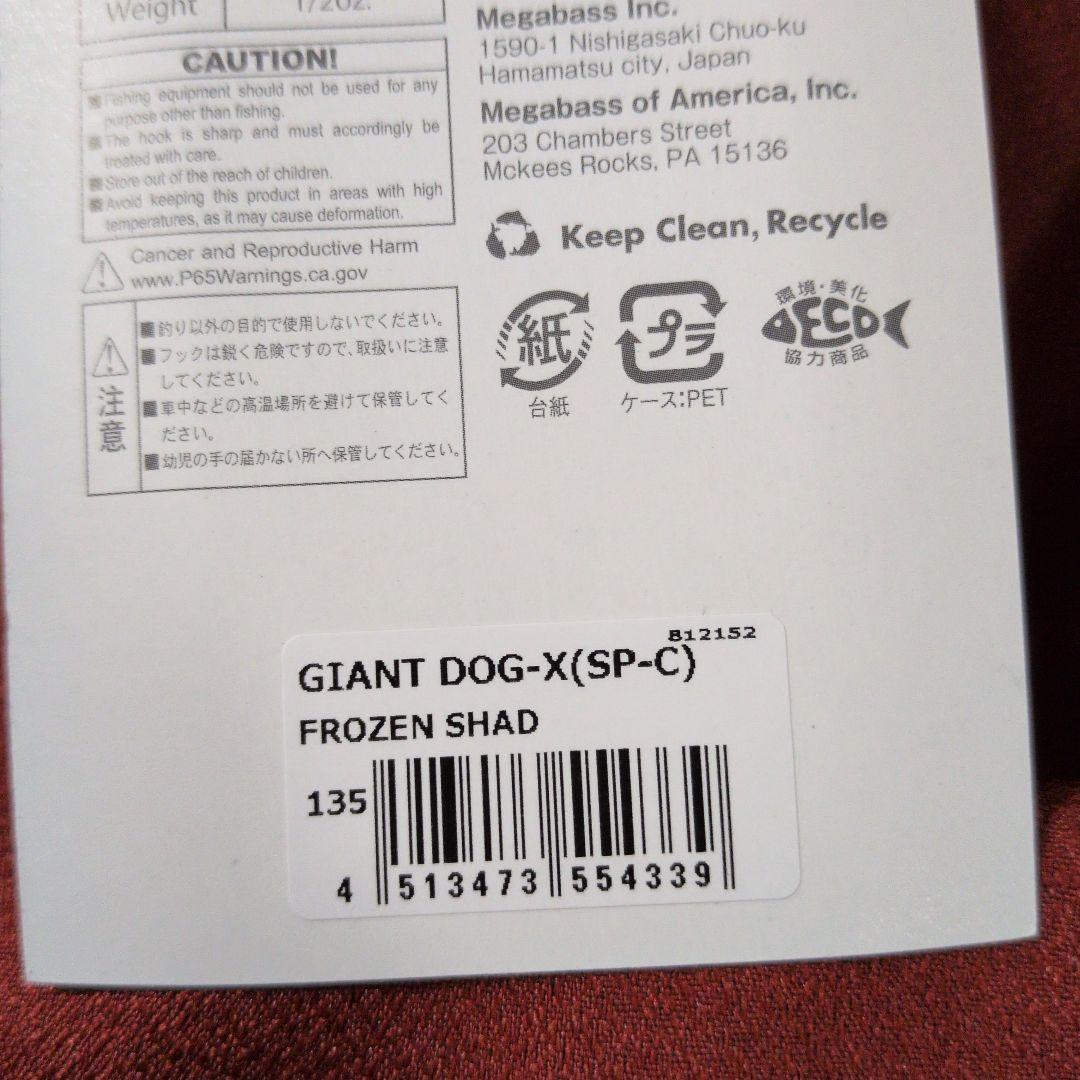 Weight 1/2oz.
CAUTION!
■Fishing equipment should not be used for any
purpose other than fishing.
■The hook is sharp and must accordingly be
treated with care.
■Store out of the reach of children.
■Avoid keeping this product in areas with high
temperatures, as it may cause deformation.
Cancer and Reproductive Harm
www.P65Warnings.ca.gov
注意
■釣り以外の目的で使用しないでください。
■フックは鋭く危険ですので、取扱いに注意
してください。
■車中などの高温場所を避けて保管してく
ださい。
■幼児の手の届かない所へ保管してください。
Megabass Inc.
1590-1 Nishigasaki Chuo-ku
Hamamatsu city, Japan
Megabass of America, Inc.
203 Chambers Street
Mckees Rocks, PA 15136
Keep Clean, Recycle
紙
台紙
プラ
ケース:PET
環境・美化
ECO
協力商品
812152
GIANT DOG-X(SP-C)
FROZEN SHAD
135
4 513473 554339